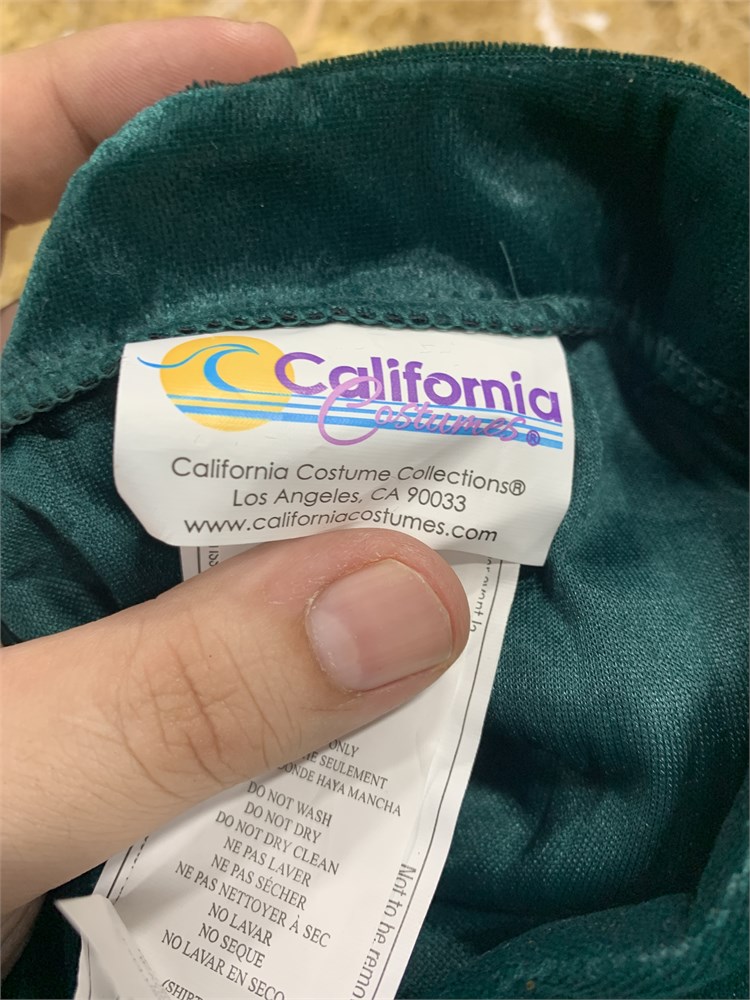 California
Costumes®
California Costume Collections®
Los Angeles, CA 90033
www.californiacostumes.com
ONLY
SEULEMENT
DONDE HAYA MANCHA
DO NOT WASH
DO NOT DRY
DO NOT DRY CLEAN
NE PAS LAVER
NE PAS SÉCHER
NE PAS NETTOYER À SEC
NO LAVAR
NO SEQUE
NO LAVAR EN SECO
Not to be